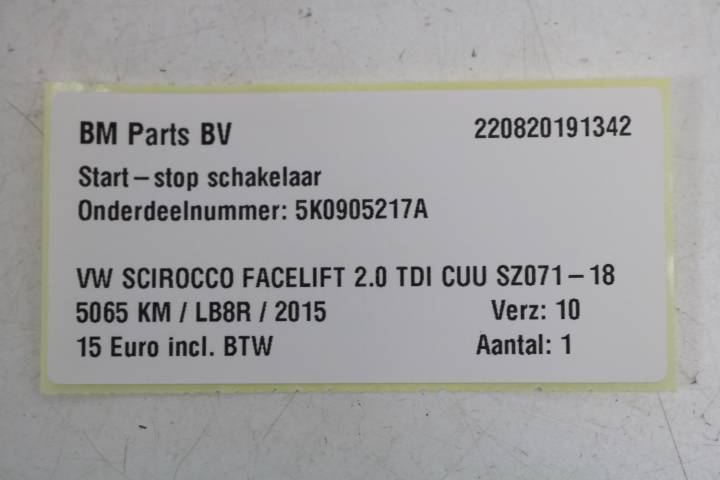 BM Parts BV 220820191342
Start-stop schakelaar
Onderdeelnummer: 5K0905217A
VW SCIROCCO FACELIFT 2.0 TDI CUU SZ071-18
5065 KM / LB8R / 2015 Verz: 10
15 Euro incl. BTW Aantal: 1